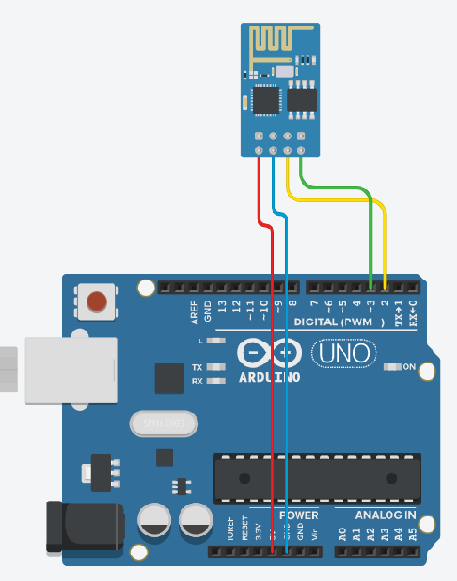 AREF
GND
13
12
~11
~10
~9
8
7
~6
~5
4
~3
2
TX→1
RX←0
DIGITAL (PWM ~)
L
TX
RX
ARDUINO
UNO
ON
POWER
ANALOG IN
IOREF
RESET
3.3V
GND
Vin
A0
A1
A2
A3
A4
A5